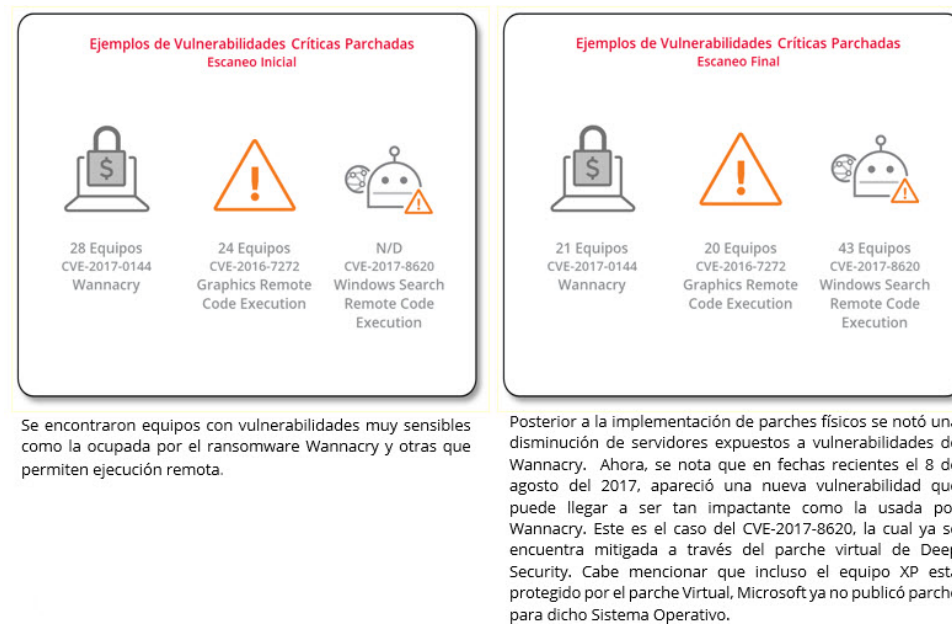 Ejemplos de Vulnerabilidades Críticas Parchadas
Escaneo Inicial
$
28 Equipos
CVE-2017-0144
Wannacry
24 Equipos
CVE-2016-7272
Graphics Remote
Code Execution
N/D
CVE-2017-8620
Windows Search
Remote Code
Execution
Se encontraron equipos con vulnerabilidades muy sensibles
como la ocupada por el ransomware Wannacry y otras que
permiten ejecución remota.
Ejemplos de Vulnerabilidades Críticas Parchadas
Escaneo Final
$
21 Equipos
CVE-2017-0144
Wannacry
20 Equipos
CVE-2016-7272
Graphics Remote
Code Execution
43 Equipos
CVE-2017-8620
Windows Search
Remote Code
Execution
Posterior a la implementación de parches físicos se notó una
disminución de servidores expuestos a vulnerabilidades de
Wannacry. Ahora, se nota que en fechas recientes el 8 de
agosto del 2017, apareció una nueva vulnerabilidad que
puede llegar a ser tan impactante como la usada por
Wannacry. Este es el caso del CVE-2017-8620, la cual ya se
encuentra mitigada a través del parche virtual de Deep
Security. Cabe mencionar que incluso el equipo XP está
protegido por el parche Virtual, Microsoft ya no publicó parche
para dicho Sistema Operativo.